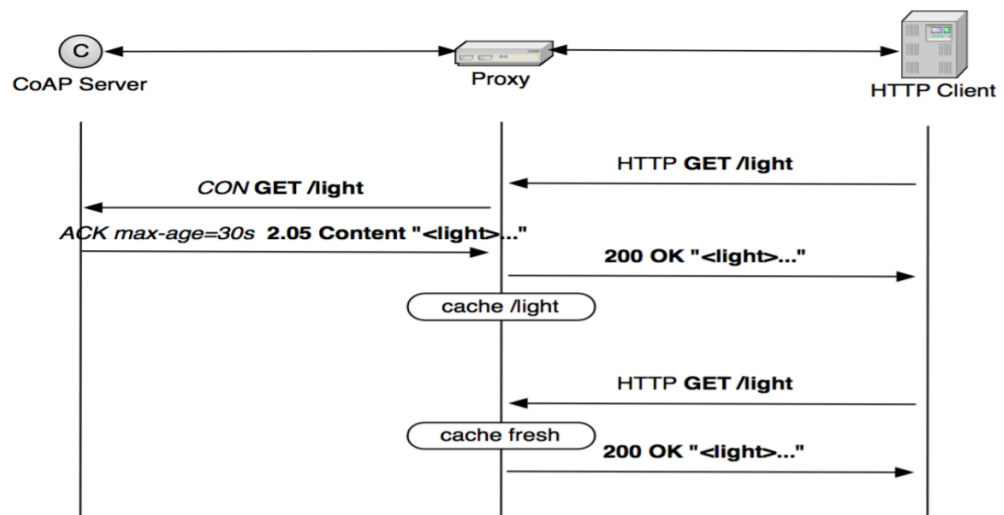 C
CoAP Server
Proxy
HTTP Client
HTTP GET /light
CON GET /light
ACK max-age=30s 2.05 Content "<light>..."
200 OK "<light>..."
cache /light
HTTP GET /light
cache fresh
200 OK "<light>..."